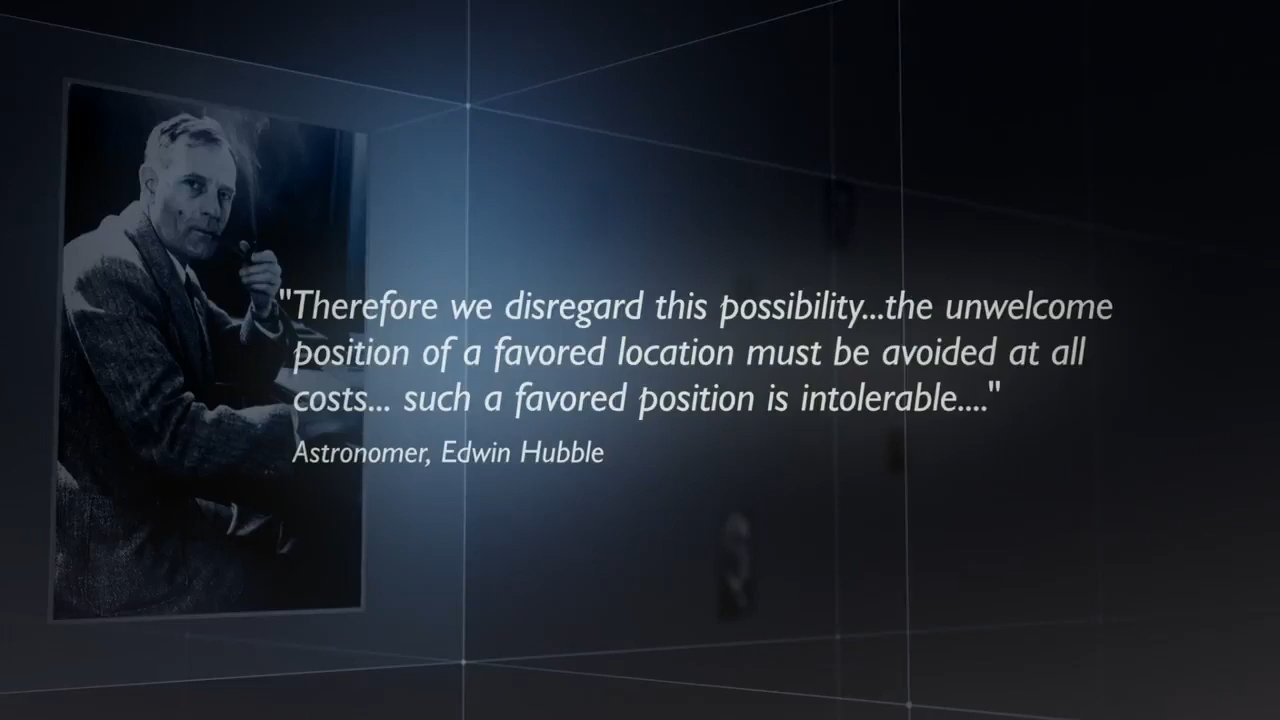 "Therefore we disregard this possibility...the unwelcome
position of a favored location must be avoided at all
costs... such a favored position is intolerable...."
Astronomer, Edwin Hubble